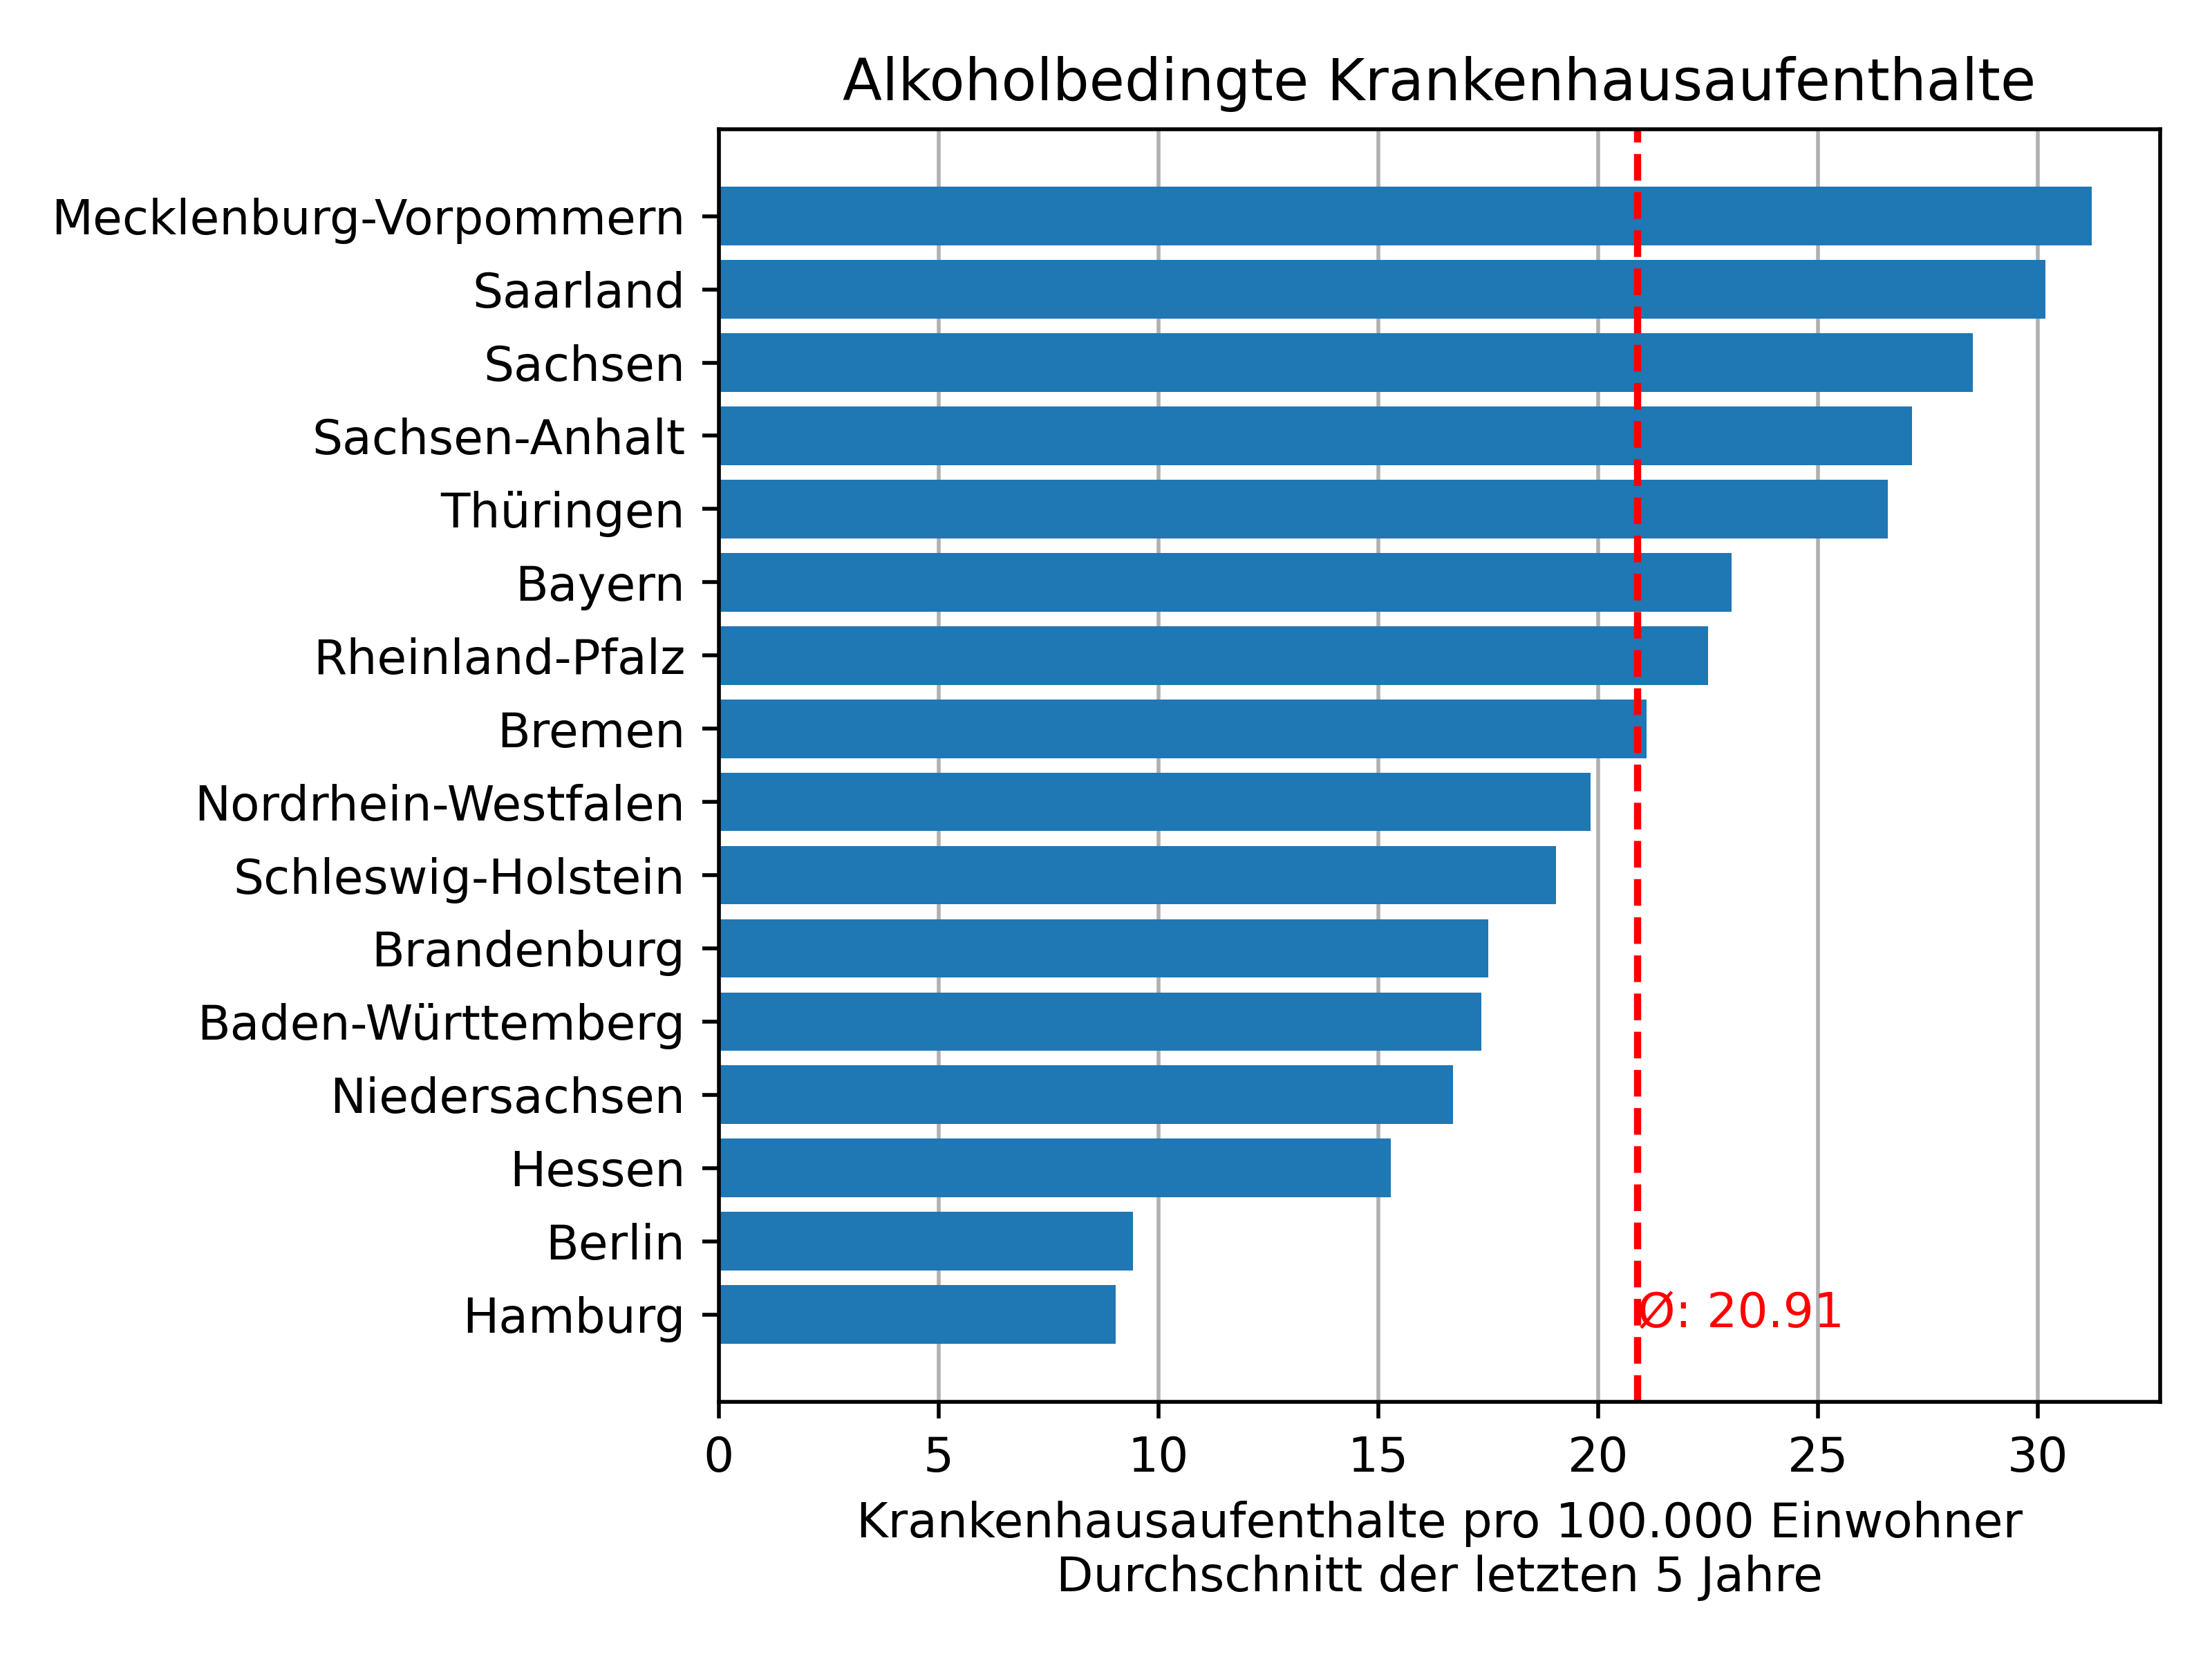 Alkoholbedingte Krankenhausaufenthalte
Mecklenburg-Vorpommern
Saarland
Sachsen
Sachsen-Anhalt
Thüringen
Bayern
Rheinland-Pfalz
Bremen
Nordrhein-Westfalen
Schleswig-Holstein
Brandenburg
Baden-Württemberg
Niedersachsen
Hessen
Berlin
Hamburg
Ø: 20.91
0 5 10 15 20 25 30
Krankenhausaufenthalte pro 100.000 Einwohner
Durchschnitt der letzten 5 Jahre